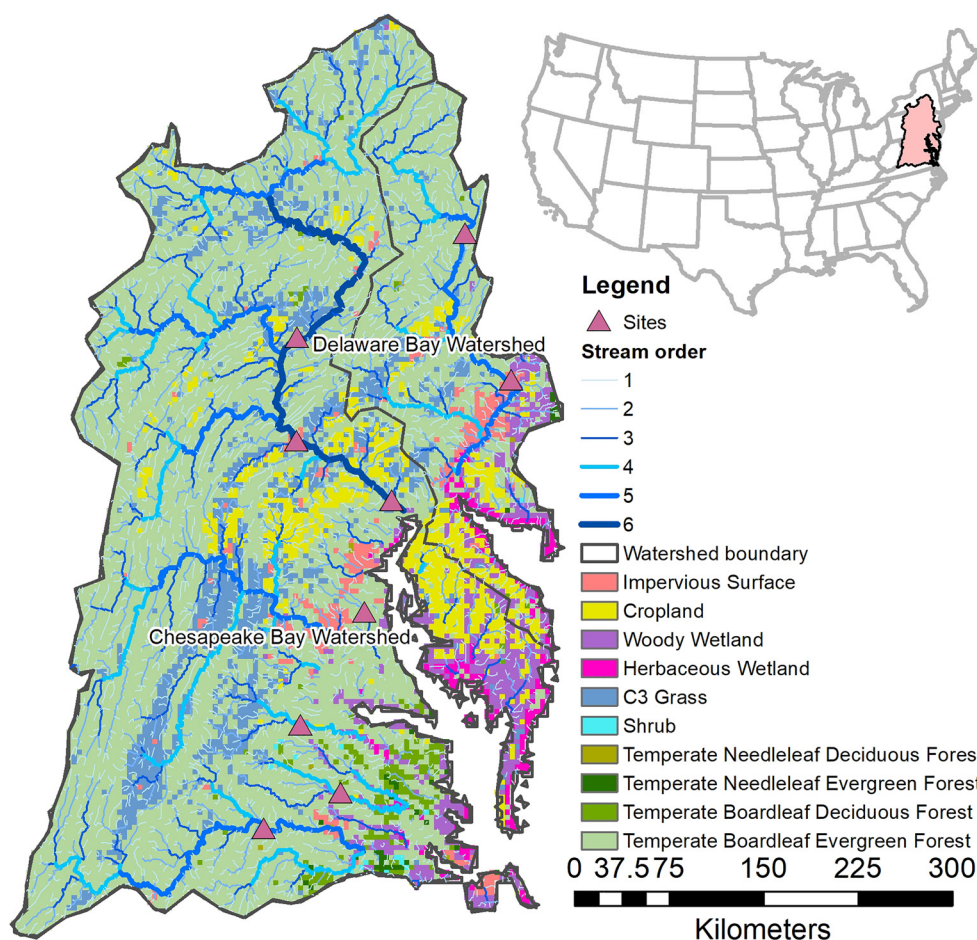 Delaware Bay Watershed
Chesapeake Bay Watershed
Legend
Sites
Stream order
1
2
3
4
5
6
Watershed boundary
Impervious Surface
Cropland
Woody Wetland
Herbaceous Wetland
C3 Grass
Shrub
Temperate Needleleaf Deciduous Fores
Temperate Needleleaf Evergreen Forest
Temperate Boardleaf Deciduous Forest
Temperate Boardleaf Evergreen Forest
0 37.575 150 225 300
Kilometers